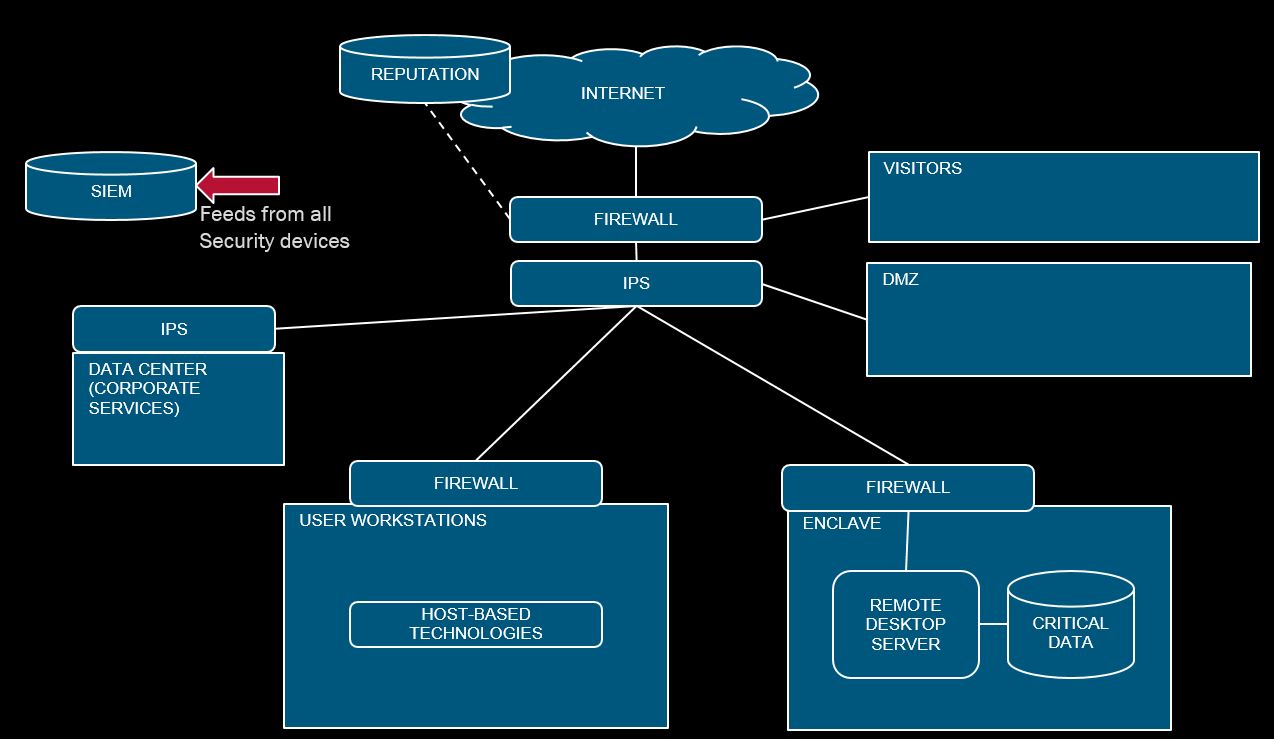 REPUTATION
INTERNET
SIEM
Feeds from all
Security devices
VISITORS
FIREWALL
IPS
DMZ
IPS
DATA CENTER
(CORPORATE
SERVICES)
FIREWALL
USER WORKSTATIONS
HOST-BASED
TECHNOLOGIES
FIREWALL
ENCLAVE
REMOTE
DESKTOP
SERVER
CRITICAL
DATA